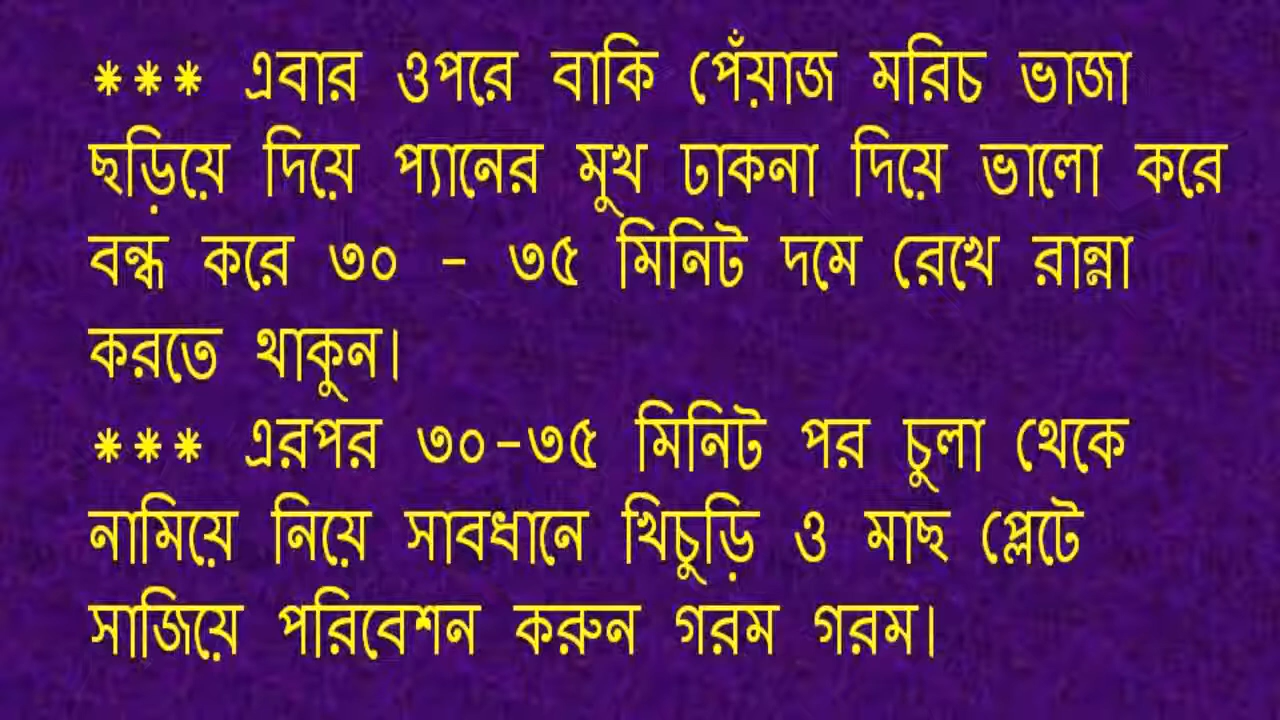 *** এবার ওপরে বাকি পেঁয়াজ মরিচ ভাজা
ছড়িয়ে দিয়ে প্যানের মুখ ঢাকনা দিয়ে ভালো করে
বন্ধ করে ৩০ - ৩৫ মিনিট দমে রেখে রান্না
করতে থাকুন।
*** এরপর ৩০-৩৫ মিনিট পর চুলা থেকে
নামিয়ে নিয়ে সাবধানে খিচুড়ি ও মাছ প্লেটে
সাজিয়ে পরিবেশন করুন গরম গরম।